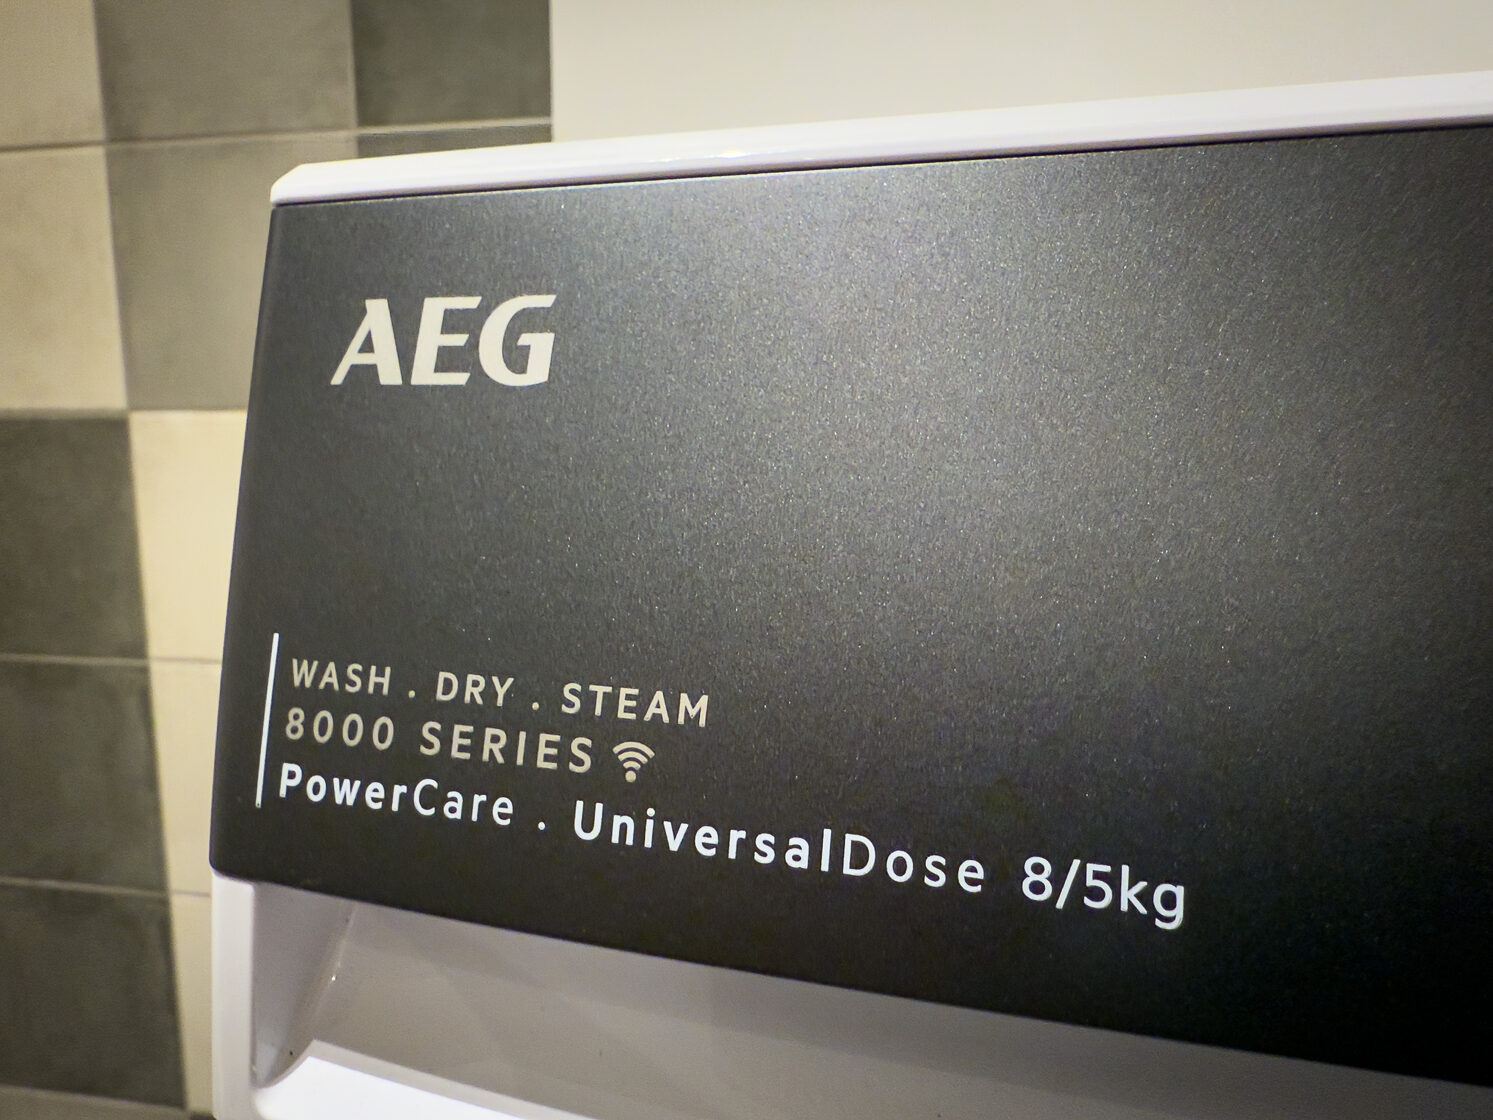 AEG
WASH . DRY . STEAM
8000 SERIES
PowerCare . UniversalDose 8/5kg